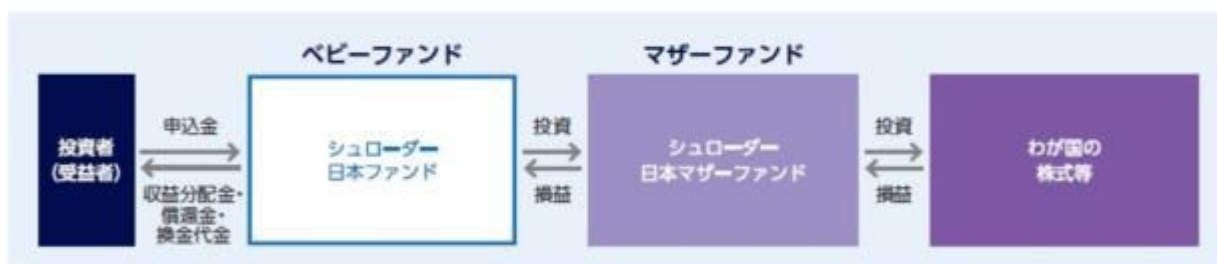 ベビーファンド
マザーファンド
投資者
(受益者)
申込金
収益分配金・
償還金・
換金代金
シュローダー
日本ファンド
投資
損益
シュローダー
日本マザーファンド
投資
損益
わが国の
株式等